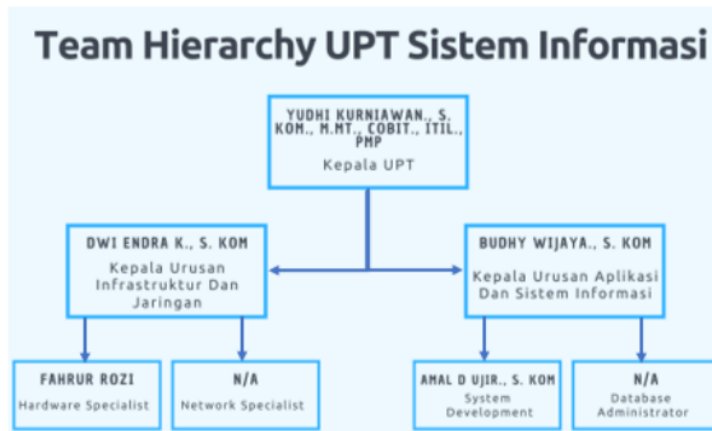 Team Hierarchy UPT Sistem Informasi
YUDHI KURNIAWAN., S.
KOM., M.MT., COBIT., ITIL.,
PMP
Kepala UPT
DWI ENDRA K., S. KOM
Kepala Urusan
Infrastruktur Dan
Jaringan
BUDHY WIJAYA., S. KOM
Kepala Urusan Aplikasi
Dan Sistem Informasi
FAHRUR ROZI
Hardware Specialist
N/A
Network Specialist
AMAL D UJIR., S. KOM
System
Development
N/A
Database
Administrator